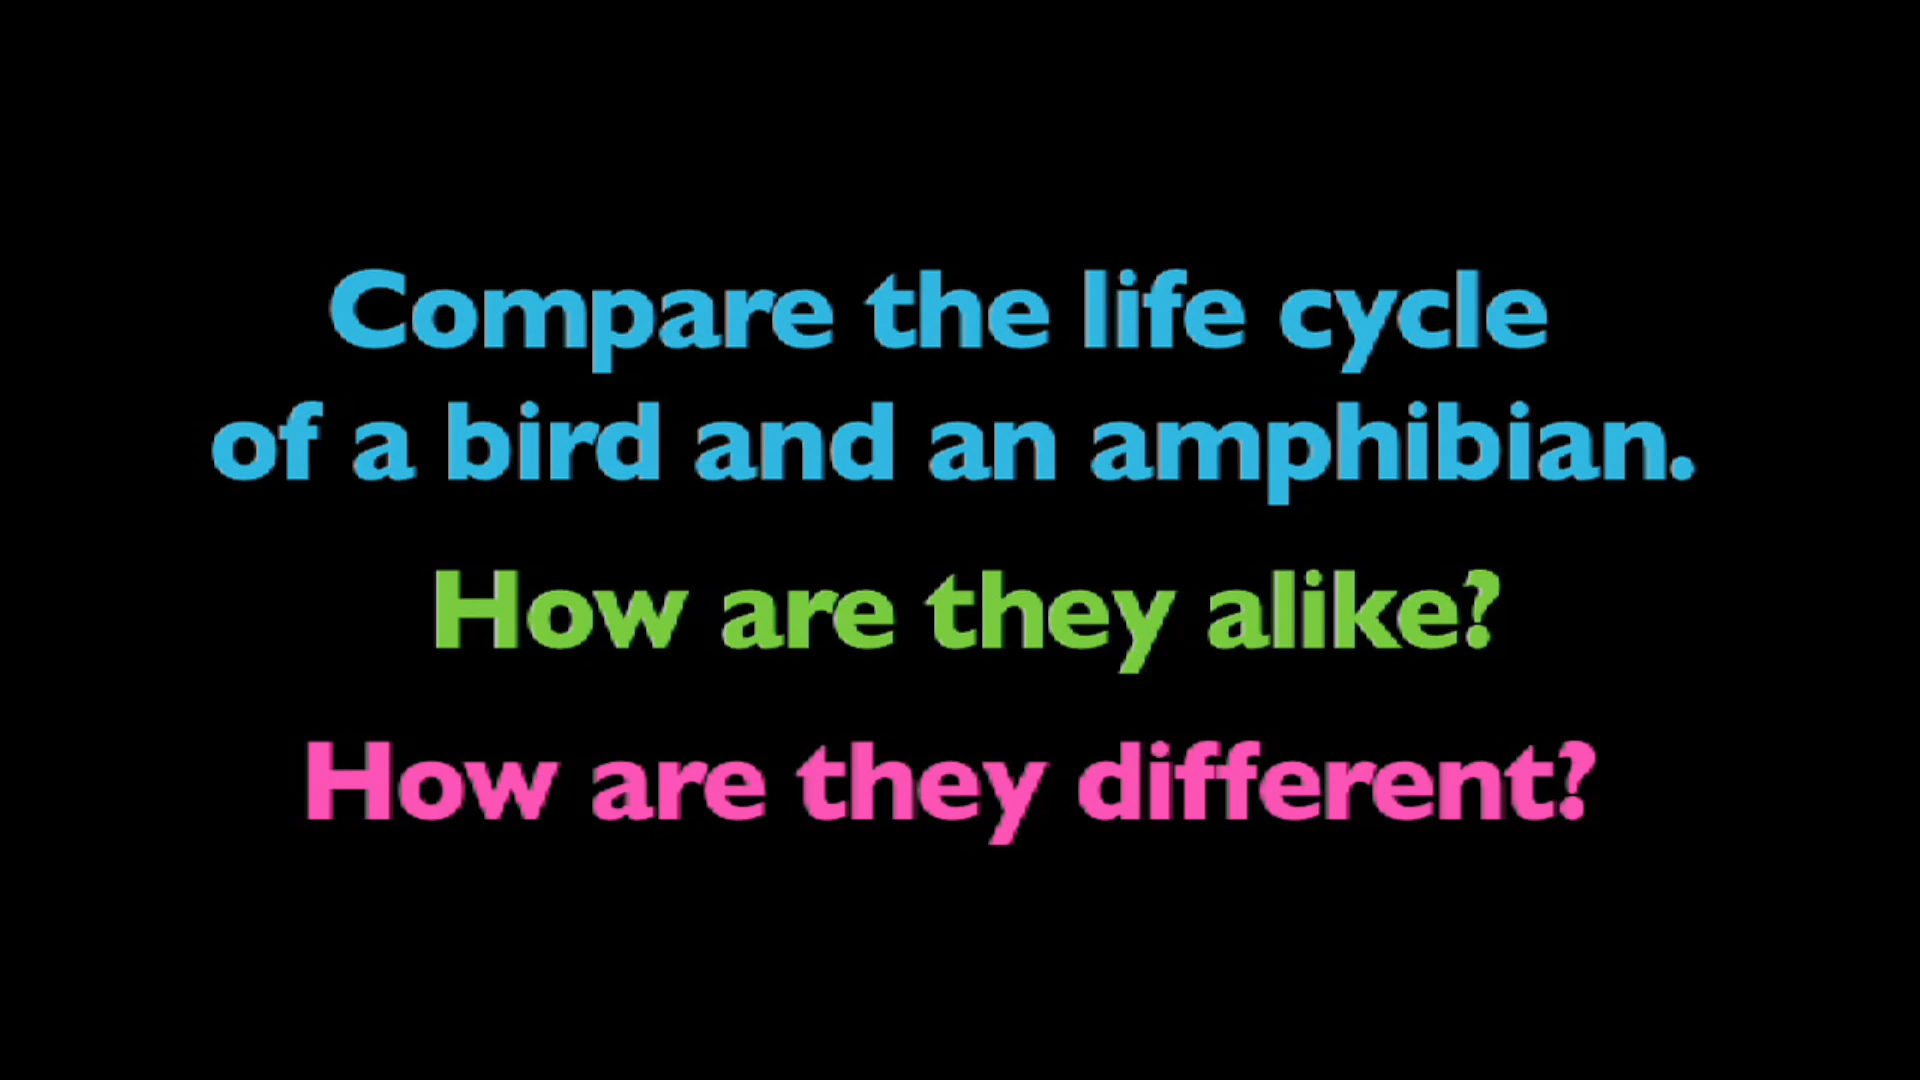 Compare the life cycle
of a bird and an amphibian.
How are they alike?
How are they different?